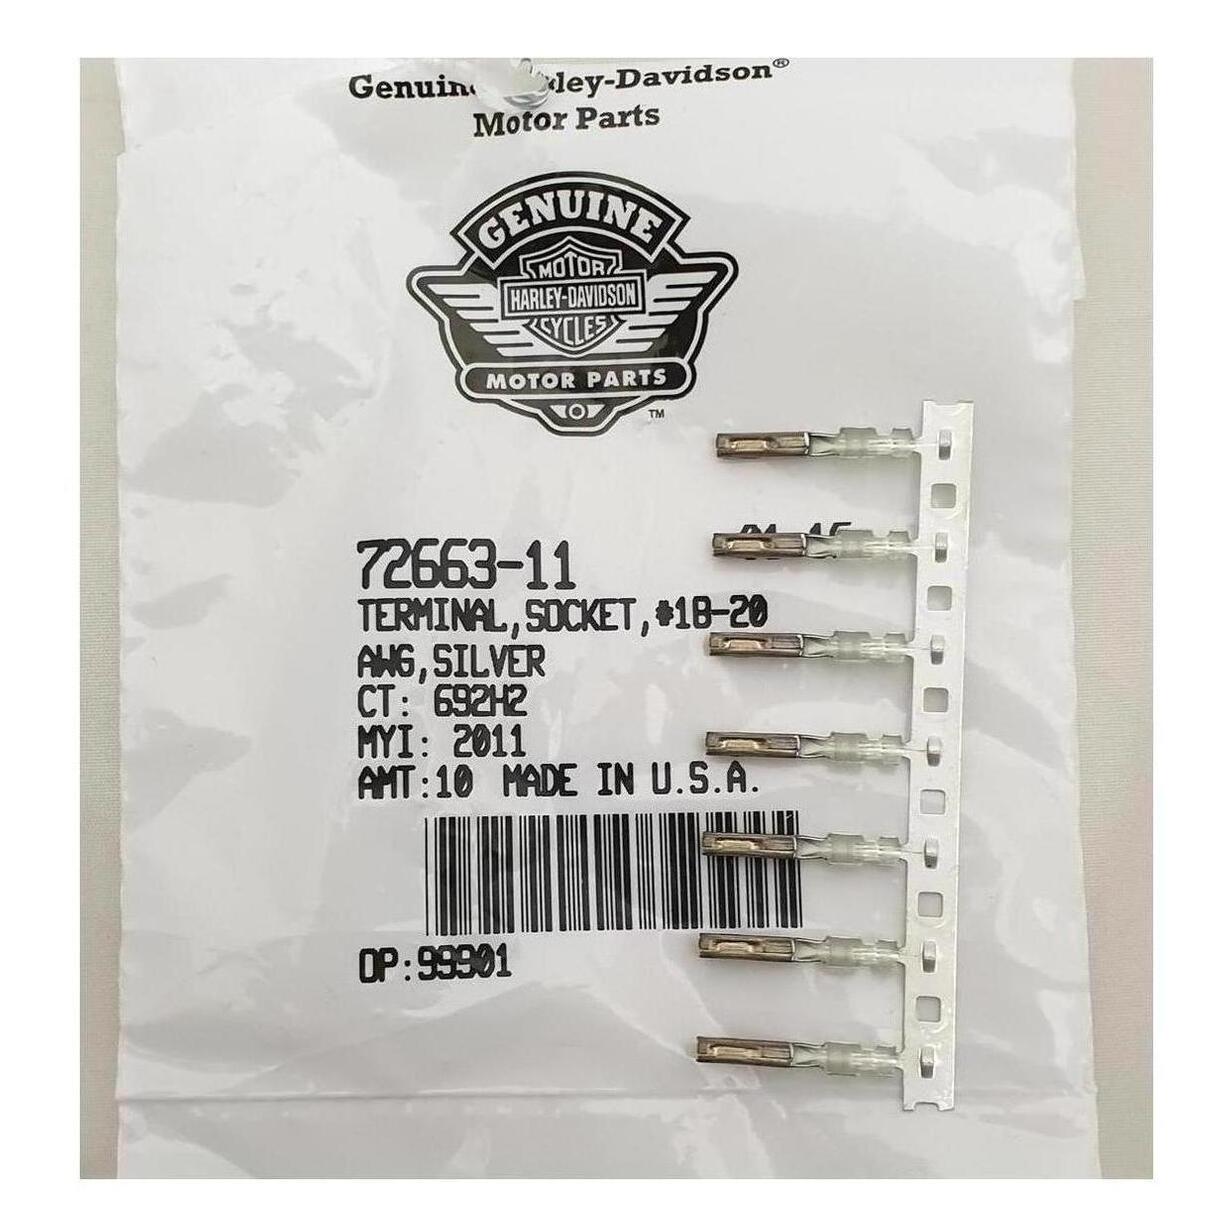 Harley-Davidson®
Motor Parts
GENUINE
MOTOR
HARLEY-DAVIDSON
CYCLES
MOTOR PARTS
TM
72663-11
TERMINAL,SOCKET,#18-20
AWG,SILVER
CT: 692H2
MYI: 2011
AMT:10 MADE IN U.S.A.
OP:99901